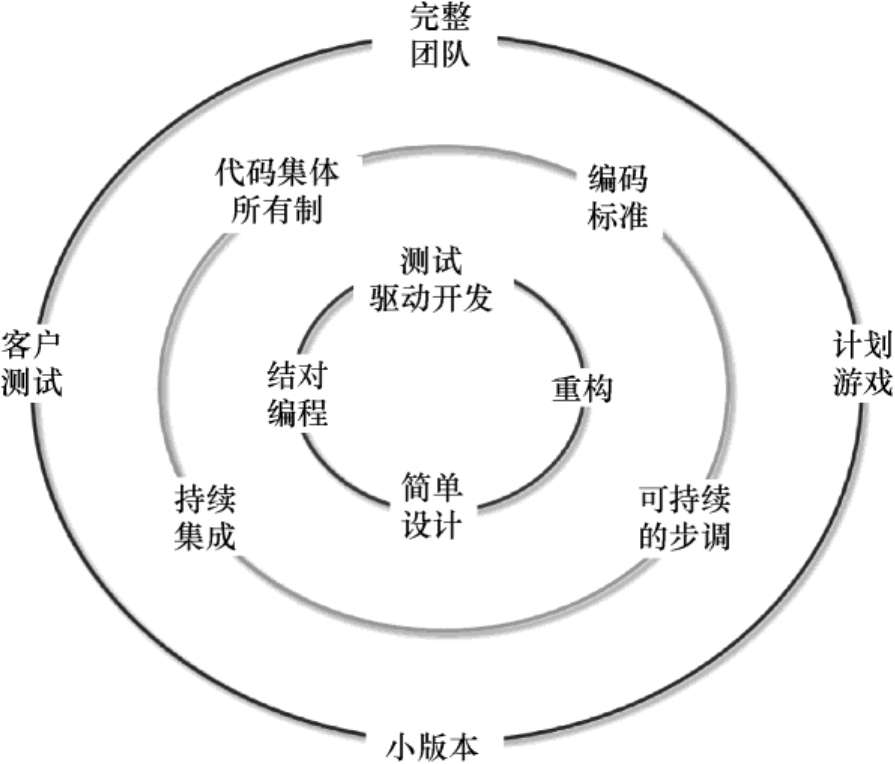 完整
团队
代码集体
所有制
编码
标准
测试
驱动开发
客户
测试
计划
游戏
结对
编程
重构
持续
集成
简单
设计
可持续
的步调
小版本